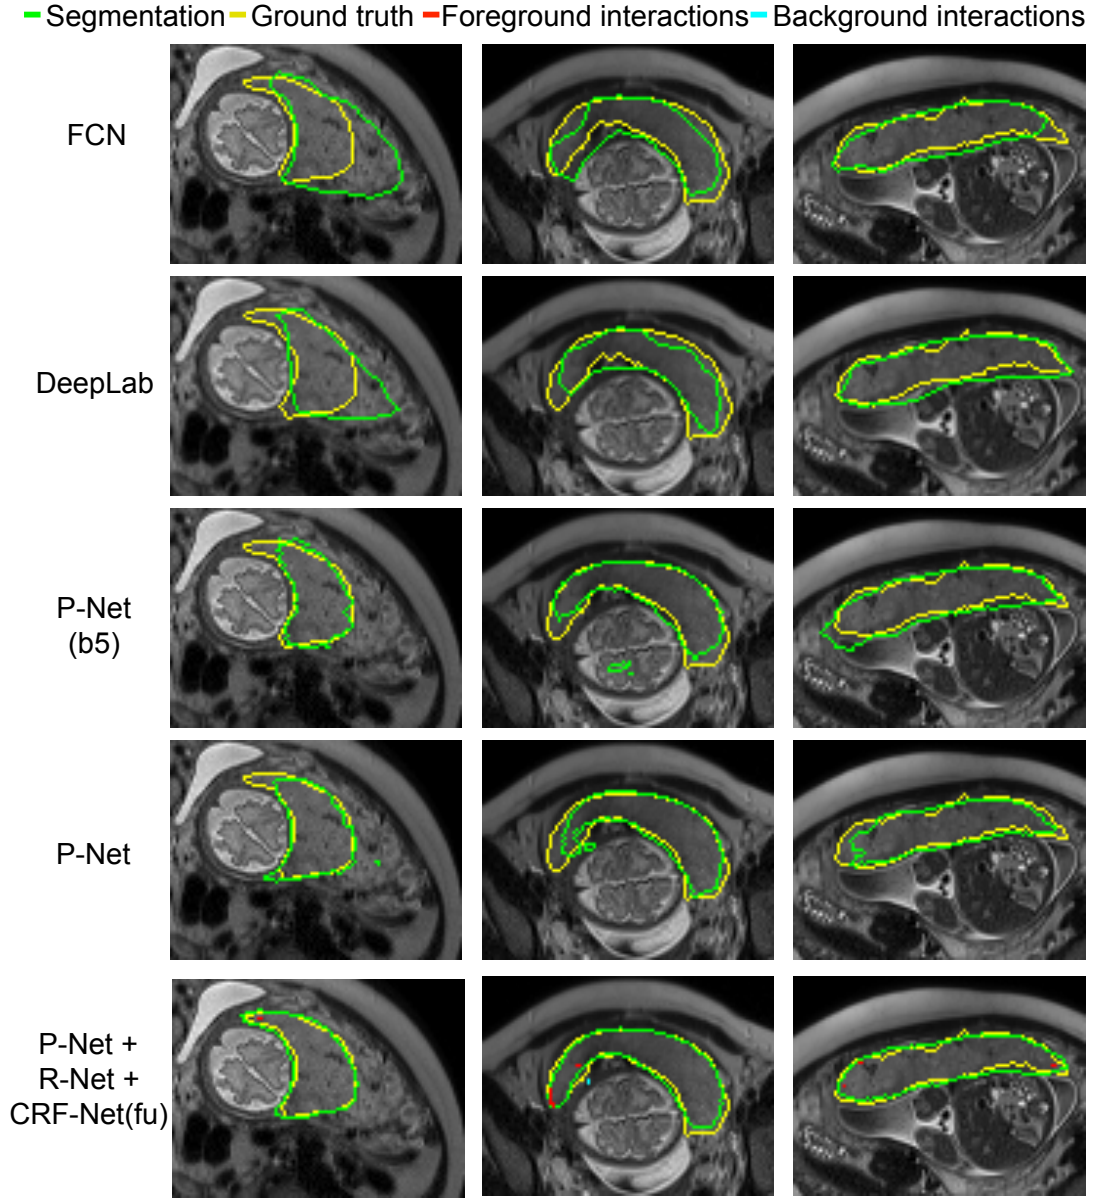 Segmentation Ground truth Foreground interactions Background interactions
FCN
DeepLab
P-Net
(b5)
P-Net
P-Net +
R-Net +
CRF-Net(fu)